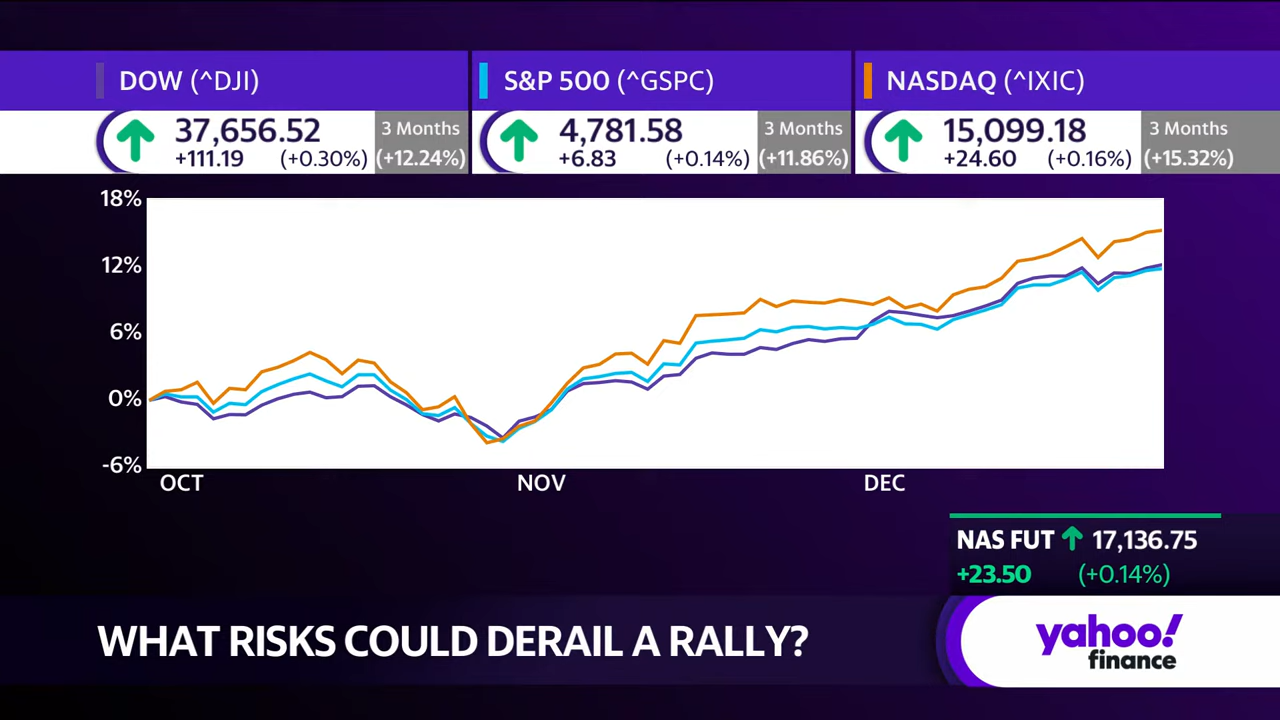 DOW (^DJI)
37,656.52
+111.19 (+0.30%)
3 Months
(+12.24%)
S&P 500 (^GSPC)
4,781.58
+6.83 (+0.14%)
3 Months
(+11.86%)
NASDAQ (^IXIC)
15,099.18
+24.60 (+0.16%)
3 Months
(+15.32%)
18%
12%
6%
0%
-6%
OCT NOV DEC
NAS FUT 17,136.75
+23.50 (+0.14%)
WHAT RISKS COULD DERAIL A RALLY?
yahoo!
finance